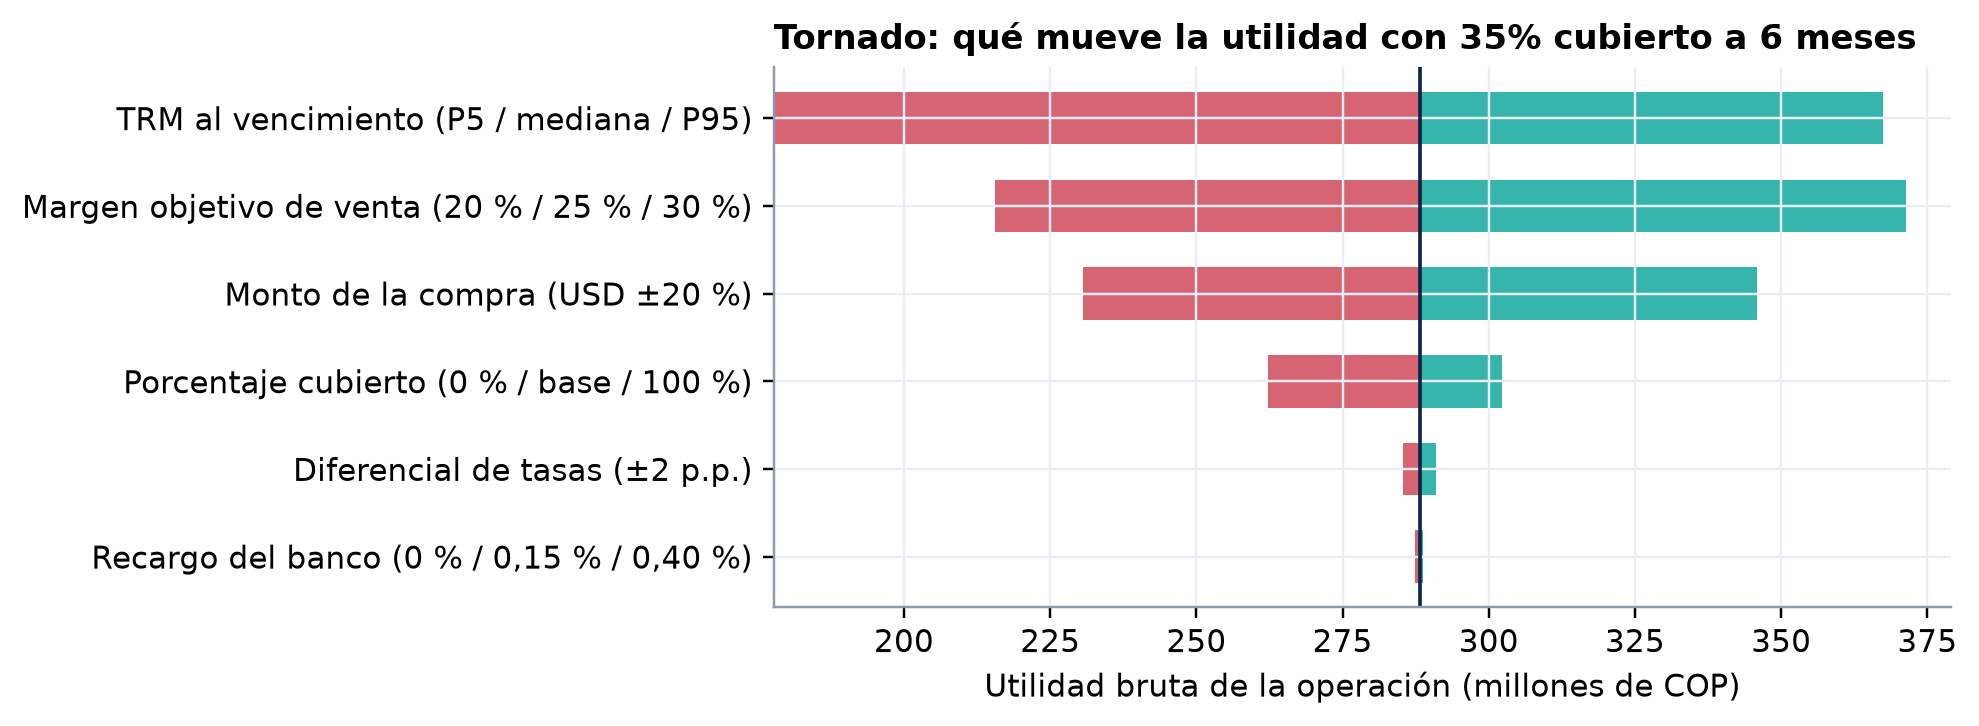 Tornado: qué mueve la utilidad con 35% cubierto a 6 meses
TRM al vencimiento (P5 / mediana / P95)
Margen objetivo de venta (20 % / 25 % / 30 %)
Monto de la compra (USD ±20 %)
Porcentaje cubierto (0 % / base / 100 %)
Diferencial de tasas (±2 p.p.)
Recargo del banco (0 % / 0,15 % / 0,40 %)
200 225 250 275 300 325 350 375
Utilidad bruta de la operación (millones de COP)